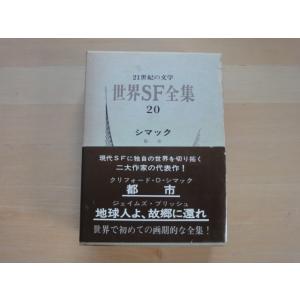 21世紀の文学
世界SF全集
20
シマック
都市
現代SFに独自の世界を切り拓く
二大作家の代表作!
クリフォード・D・シマック
都市
ジェイムズ・ブリッシュ
地球人よ、故郷に還れ
世界で初めての画期的な全集!